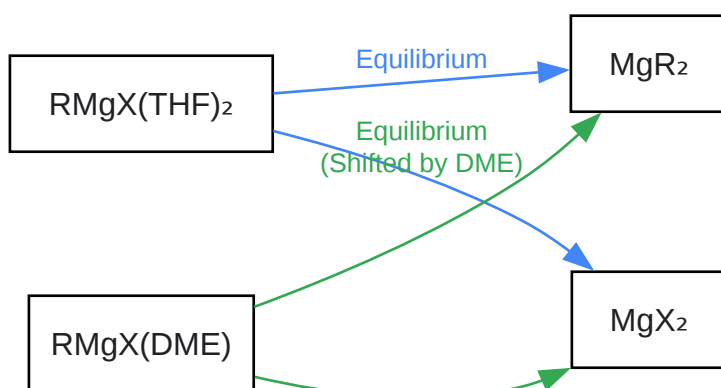 Equilibrium
MgR₂
RMgX(THF)₂
Equilibrium
(Shifted by DME)
MgX₂
RMgX(DME)